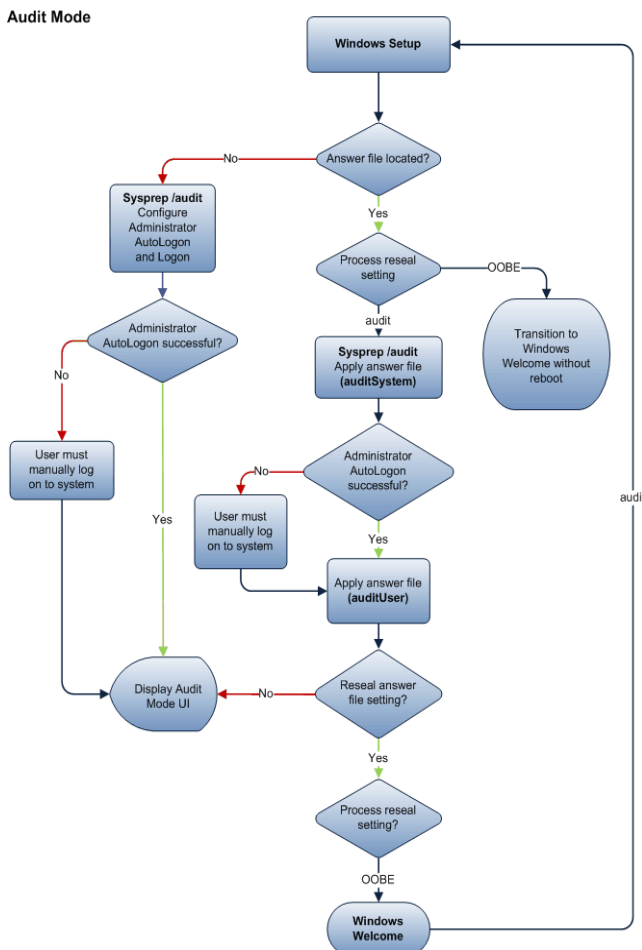 Audit Mode
Windows Setup
Answer file located?
No
Yes
Sysprep /audit
Configure
Administrator
AutoLogon
and Logon
Process reseal
setting
OOBE
audit
Transition to
Windows
Welcome without
reboot
Administrator
AutoLogon successful?
No
Yes
Sysprep /audit
Apply answer file
(auditSystem)
Administrator
AutoLogon
successful?
No
Yes
User must
manually log
on to system
User must
manually log
on to system
Apply answer file
(auditUser)
audi
Reseal answer
file setting?
No
Yes
Display Audit
Mode UI
Process reseal
setting?
OOBE
Windows
Welcome